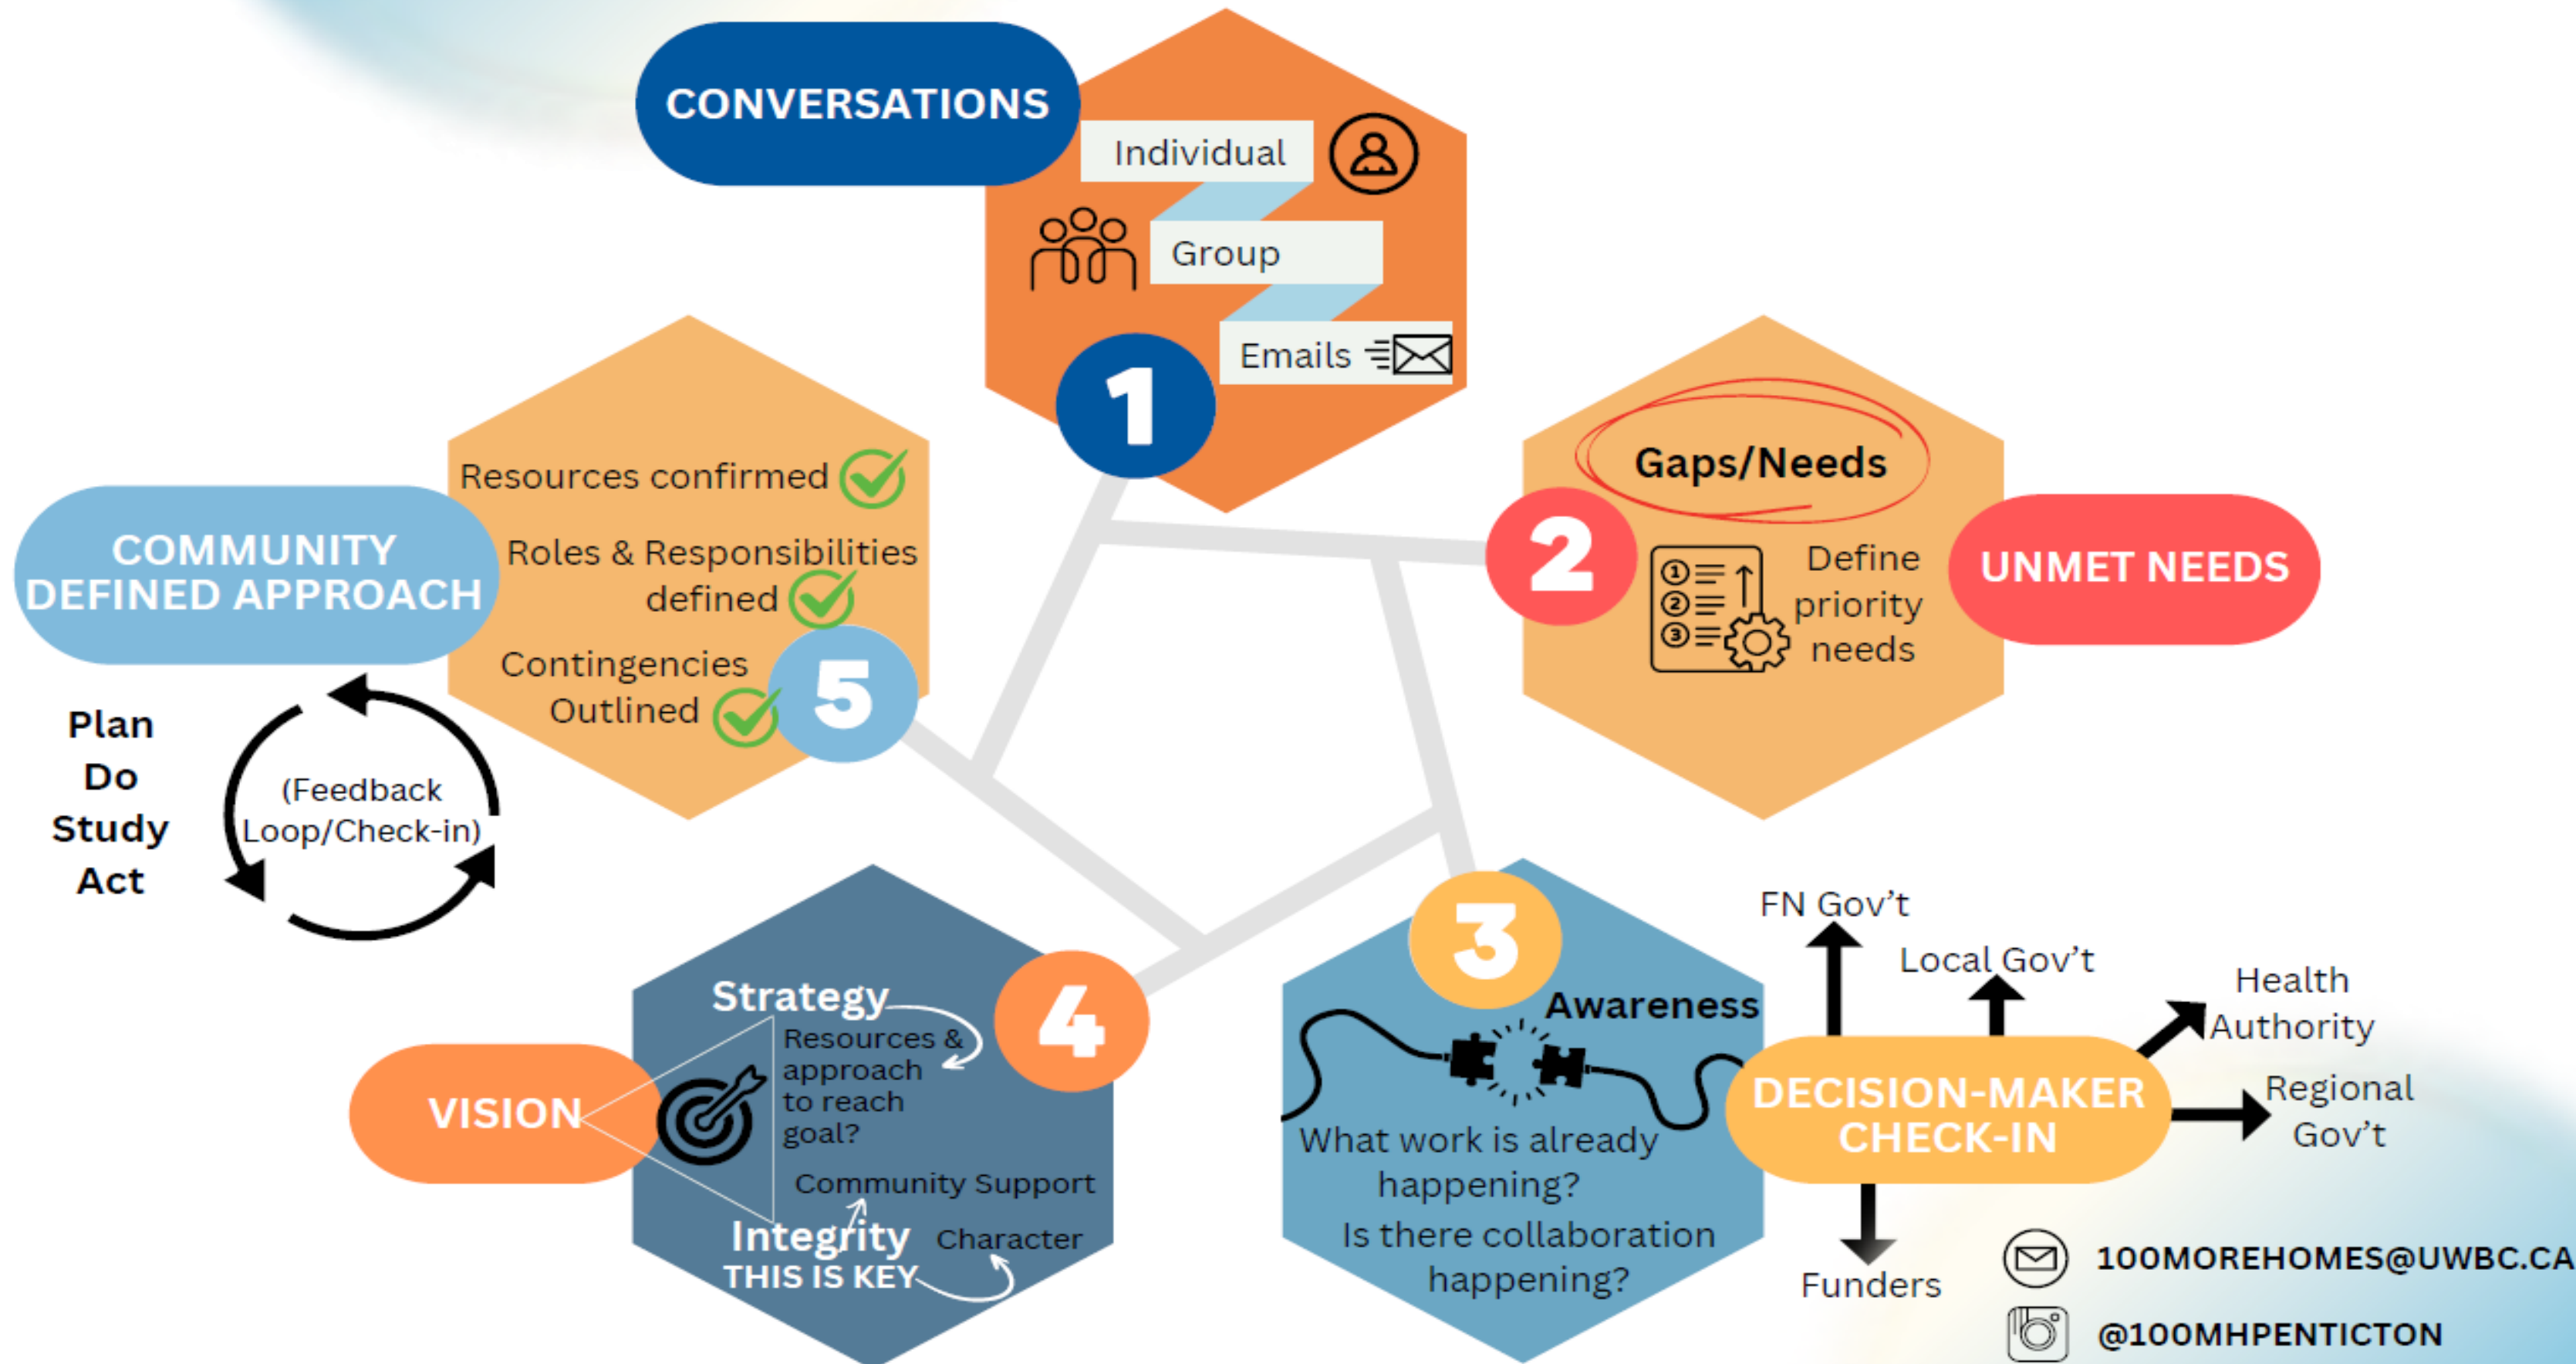 CONVERSATIONS
Individual
Group
Emails
1
Gaps/Needs
2
Define
priority
needs
1
2
3
UNMET NEEDS
Awareness
3
What work is already
happening?
Is there collaboration
happening?
DECISION-MAKER
CHECK-IN
FN Gov't
Local Gov't
Health
Authority
Regional
Gov't
Funders
4
Strategy
Resources &
approach
to reach
goal?
Community Support
Integrity
Character
THIS IS KEY
VISION
5
Resources confirmed
Roles & Responsibilities
defined
Contingencies
Outlined
COMMUNITY
DEFINED APPROACH
Plan
Do
Study
Act
(Feedback
Loop/Check-in)
100MOREHOMES@UWBC.CA
@100MHPENTICTON